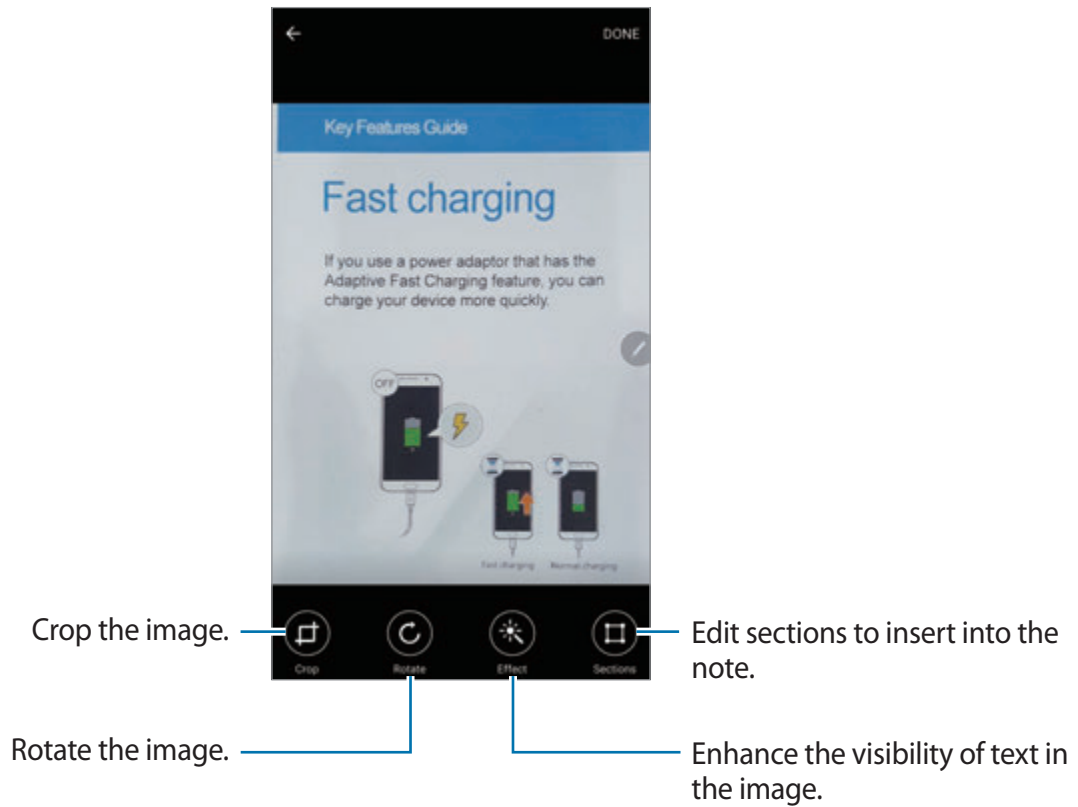 DONE
Key Features Guide
Fast charging
If you use a power adaptor that has the
Adaptive Fast Charging feature, you can
charge your device more quickly.
OFF
Fast charging Normal charging
Crop the image.
Crop
Rotate
Effect
Sections
Edit sections to insert into the
note.
Rotate the image.
Enhance the visibility of text in
the image.